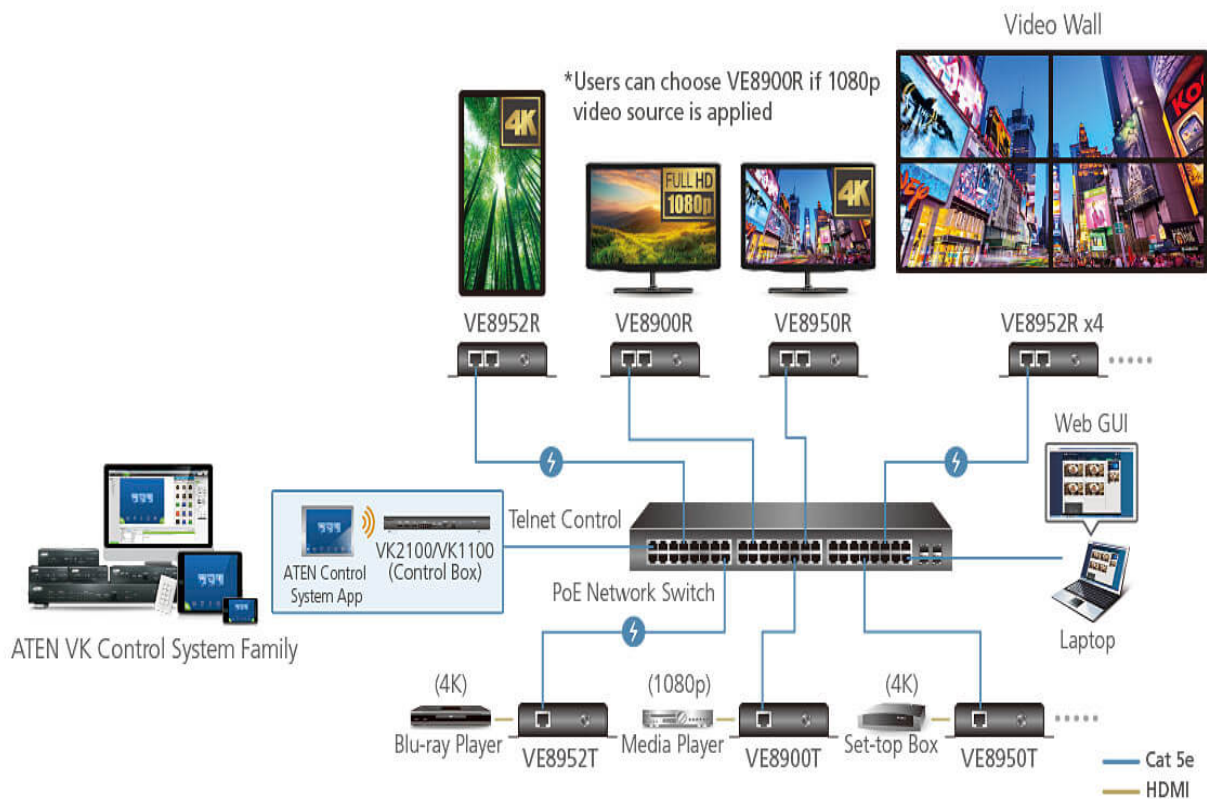 Video Wall
*Users can choose VE8900R if 1080p
video source is applied
4K
FULL HD
1080p
4K
VE8952R
VE8900R
VE8950R
VE8952R x4
Web GUI
Telnet Control
ATEN Control
System App
VK2100/VK1100
(Control Box)
PoE Network Switch
Laptop
ATEN VK Control System Family
(4K)
Blu-ray Player
VE8952T
(1080p)
Media Player
VE8900T
(4K)
Set-top Box
VE8950T
Cat 5e
HDMI